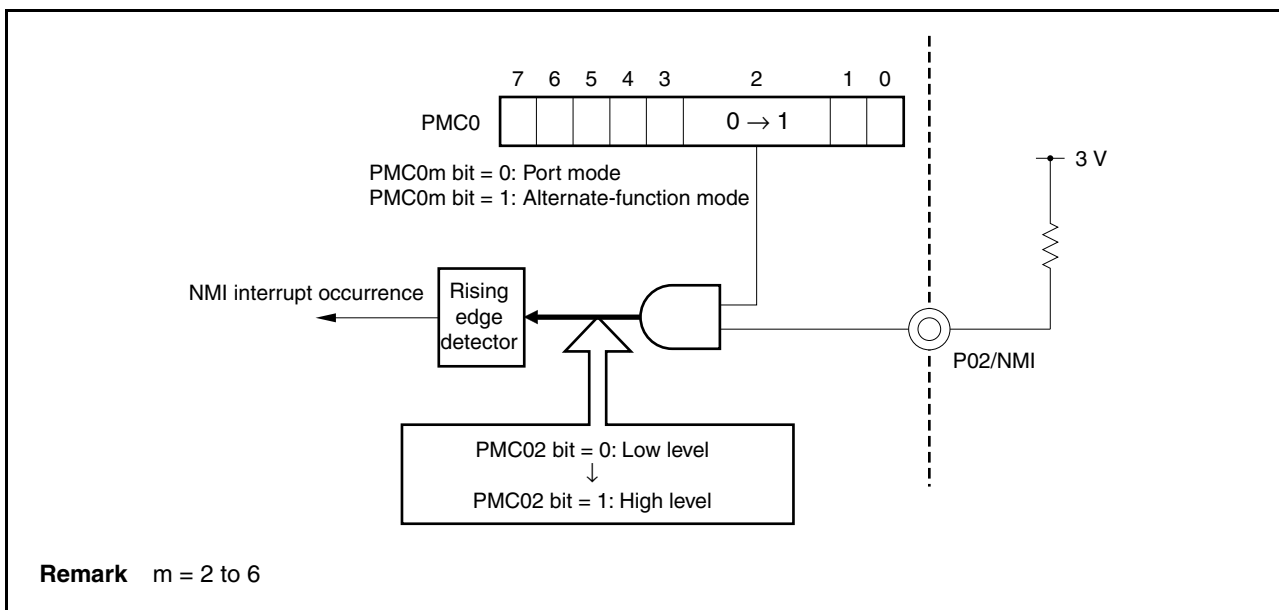 7 6 5 4 3 2 1 0
PMC0
0 → 1
PMC0m bit = 0: Port mode
PMC0m bit = 1: Alternate-function mode
3 V
NMI interrupt occurrence
Rising
edge
detector
P02/NMI
PMC02 bit = 0: Low level
↓
PMC02 bit = 1: High level
Remark m = 2 to 6